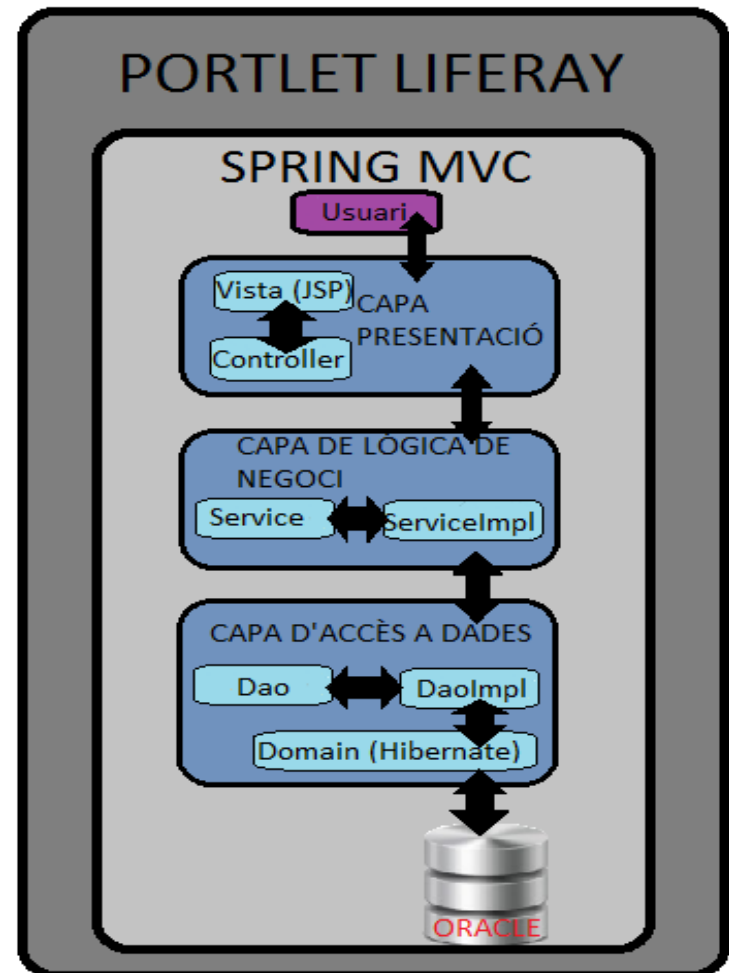 PORTLET LIFERAY
SPRING MVC
Usuari
Vista (JSP)
CAPA
PRESENTACIÓ
Controller
CAPA DE LÒGICA DE
NEGOCI
Service
ServiceImpl
CAPA D'ACCÈS A DADES
Dao
DaoImpl
Domain (Hibernate)
ORACLE